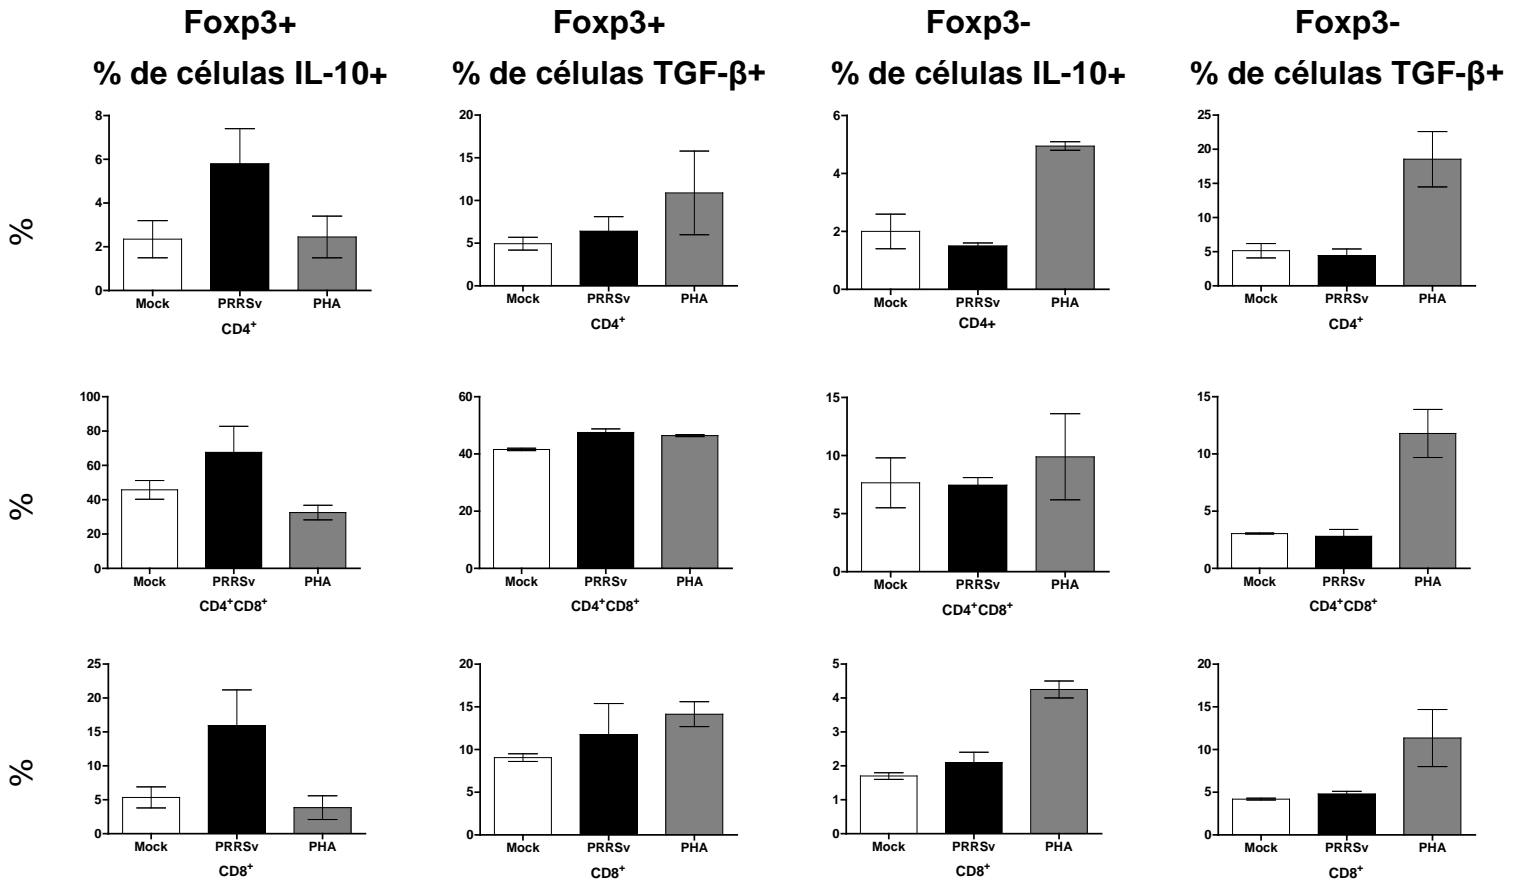 Foxp3+
% de células IL-10+
Foxp3+
% de células TGF-β+
Foxp3-
% de células IL-10+
Foxp3-
% de células TGF-β+
%
8
6
4
2
0
Mock PRRSv PHA
CD4⁺
20
15
10
5
0
Mock PRRSv PHA
CD4⁺
6
4
2
0
Mock PRRSv PHA
CD4+
25
20
15
10
5
0
Mock PRRSv PHA
CD4⁺
%
100
80
60
40
20
0
Mock PRRSv PHA
CD4⁺CD8⁺
60
40
20
0
Mock PRRSv PHA
CD4⁺CD8⁺
15
10
5
0
Mock PRRSv PHA
CD4⁺CD8⁺
15
10
5
0
Mock PRRSv PHA
CD4⁺CD8⁺
%
25
20
15
10
5
0
Mock PRRSv PHA
CD8⁺
20
15
10
5
0
Mock PRRSv PHA
CD8⁺
5
4
3
2
1
0
Mock PRRSv PHA
CD8⁺
20
15
10
5
0
Mock PRRSv PHA
CD8⁺